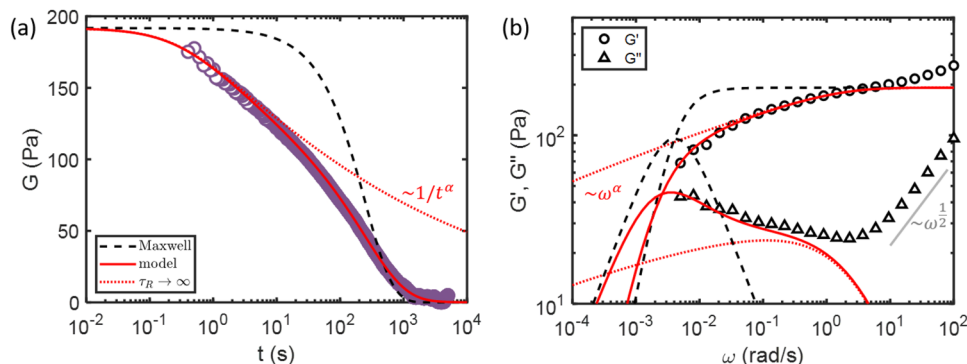 (a)
200
150
100
50
0
G (Pa)
~1/t^α
Maxwell
model
τ_R → ∞
10^-2 10^-1 10^0 10^1 10^2 10^3 10^4
t (s)
(b)
G'
G''
10^2
10^1
G', G'' (Pa)
~ω^α
~ω^(1/2)
10^-4 10^-3 10^-2 10^-1 10^0 10^1 10^2
ω (rad/s)